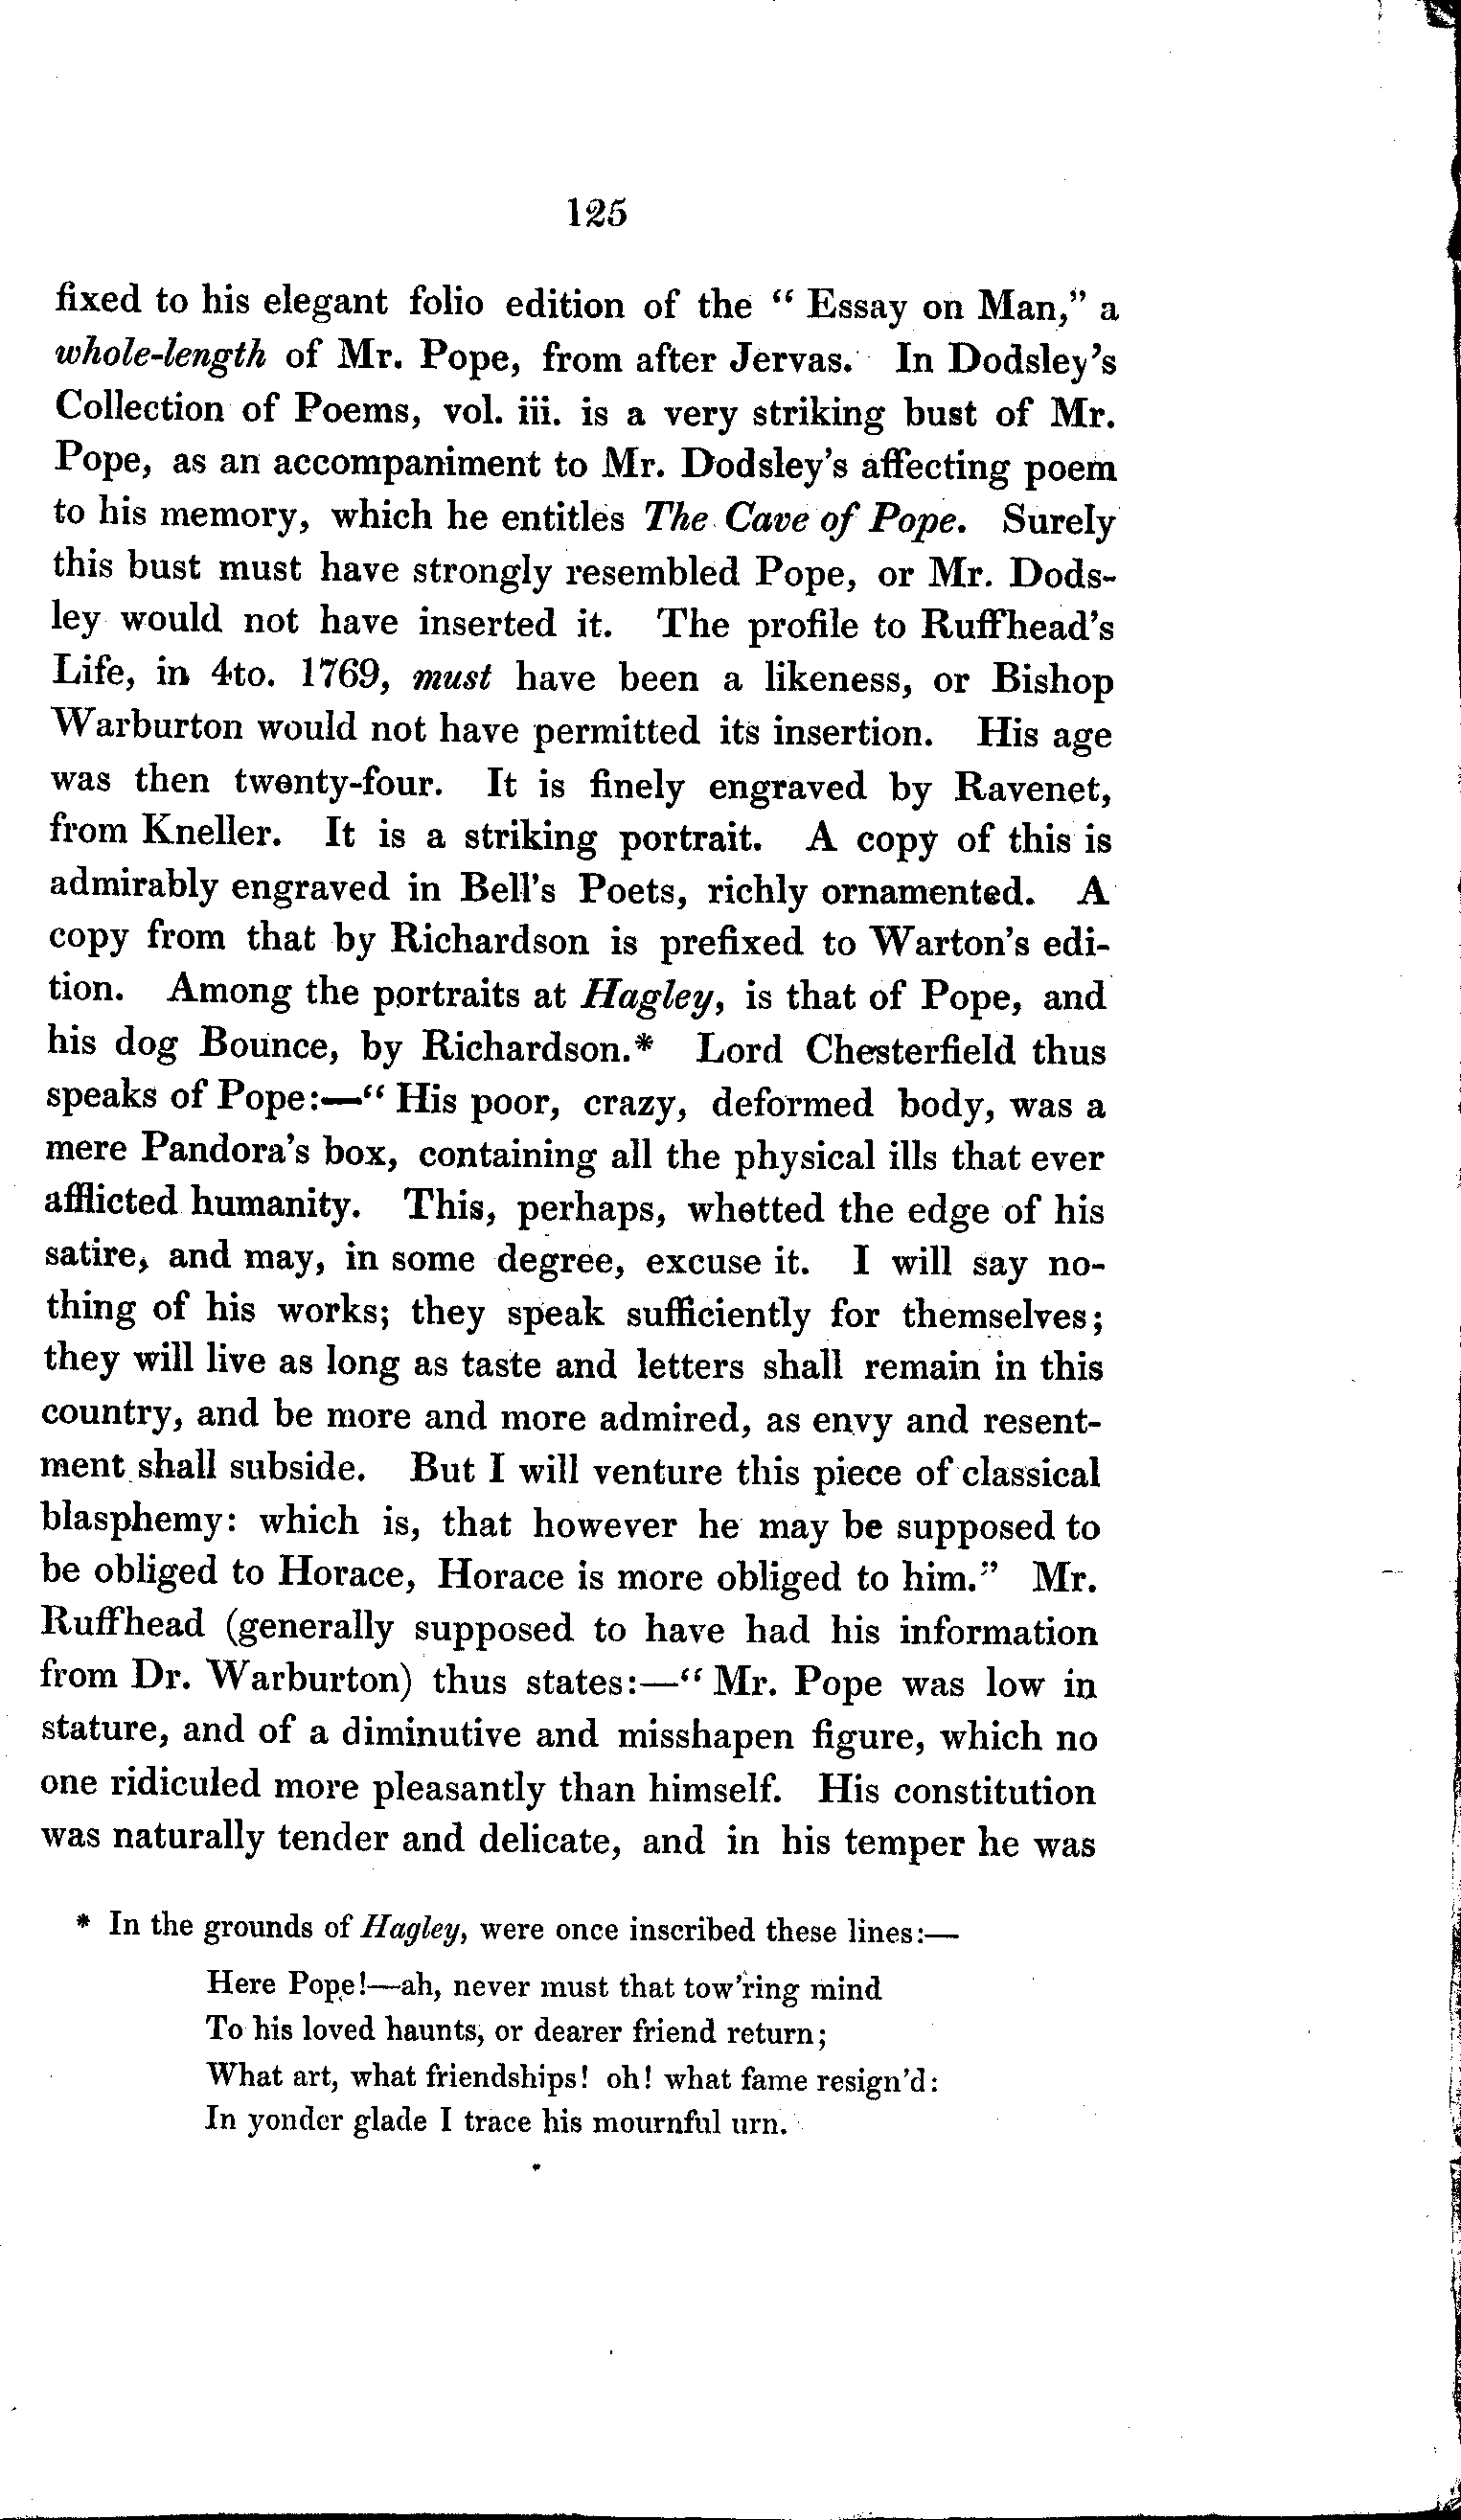 125
fixed to his elegant folio edition of the “ Essay on Man,” a
whole-length of Mr. Pope, from after Jervas. In Dodsley’s
Collection of Poems, vol. iii. is a very striking bust of Mr.
Pope, as an accompaniment to Mr. Dodsley’s affecting poem
to his memory, which he entitles The Cave of Pope. Surely
this bust must have strongly resembled Pope, or Mr. Dods-
ley would not have inserted it. The profile to Ruffhead’s
Life, in 4to. 1769, must have been a likeness, or Bishop
Warburton would not have permitted its insertion. His age
was then twenty-four. It is finely engraved by Ravenet,
from Kneller. It is a striking portrait. A copy of this is
admirably engraved in Bell’s Poets, richly ornamented. A
copy from that by Richardson is prefixed to Warton’s edi-
tion. Among the portraits at Hagley, is that of Pope, and
his dog Bounce, by Richardson.* Lord Chesterfield thus
speaks of Pope:—“ His poor, crazy, deformed body, was a
mere Pandora’s box, containing all the physical ills that ever
afflicted humanity. This, perhaps, whetted the edge of his
satire, and may, in some degree, excuse it. I will say no-
thing of his works; they speak sufficiently for themselves;
they will live as long as taste and letters shall remain in this
country, and be more and more admired, as envy and resent-
ment shall subside. But I will venture this piece of classical
blasphemy: which is, that however he may be supposed to
be obliged to Horace, Horace is more obliged to him.” Mr.
Ruffhead (generally supposed to have had his information
from Dr. Warburton) thus states:—“ Mr. Pope was low in
stature, and of a diminutive and misshapen figure, which no
one ridiculed more pleasantly than himself. His constitution
was naturally tender and delicate, and in his temper he was
* In the grounds of Hagley, were once inscribed these lines:—
Here Pope!—ah, never must that tow’ring mind
To his loved haunts, or dearer friend return;
What art, what friendships! oh! what fame resign’d:
In yonder glade I trace his mournful urn.